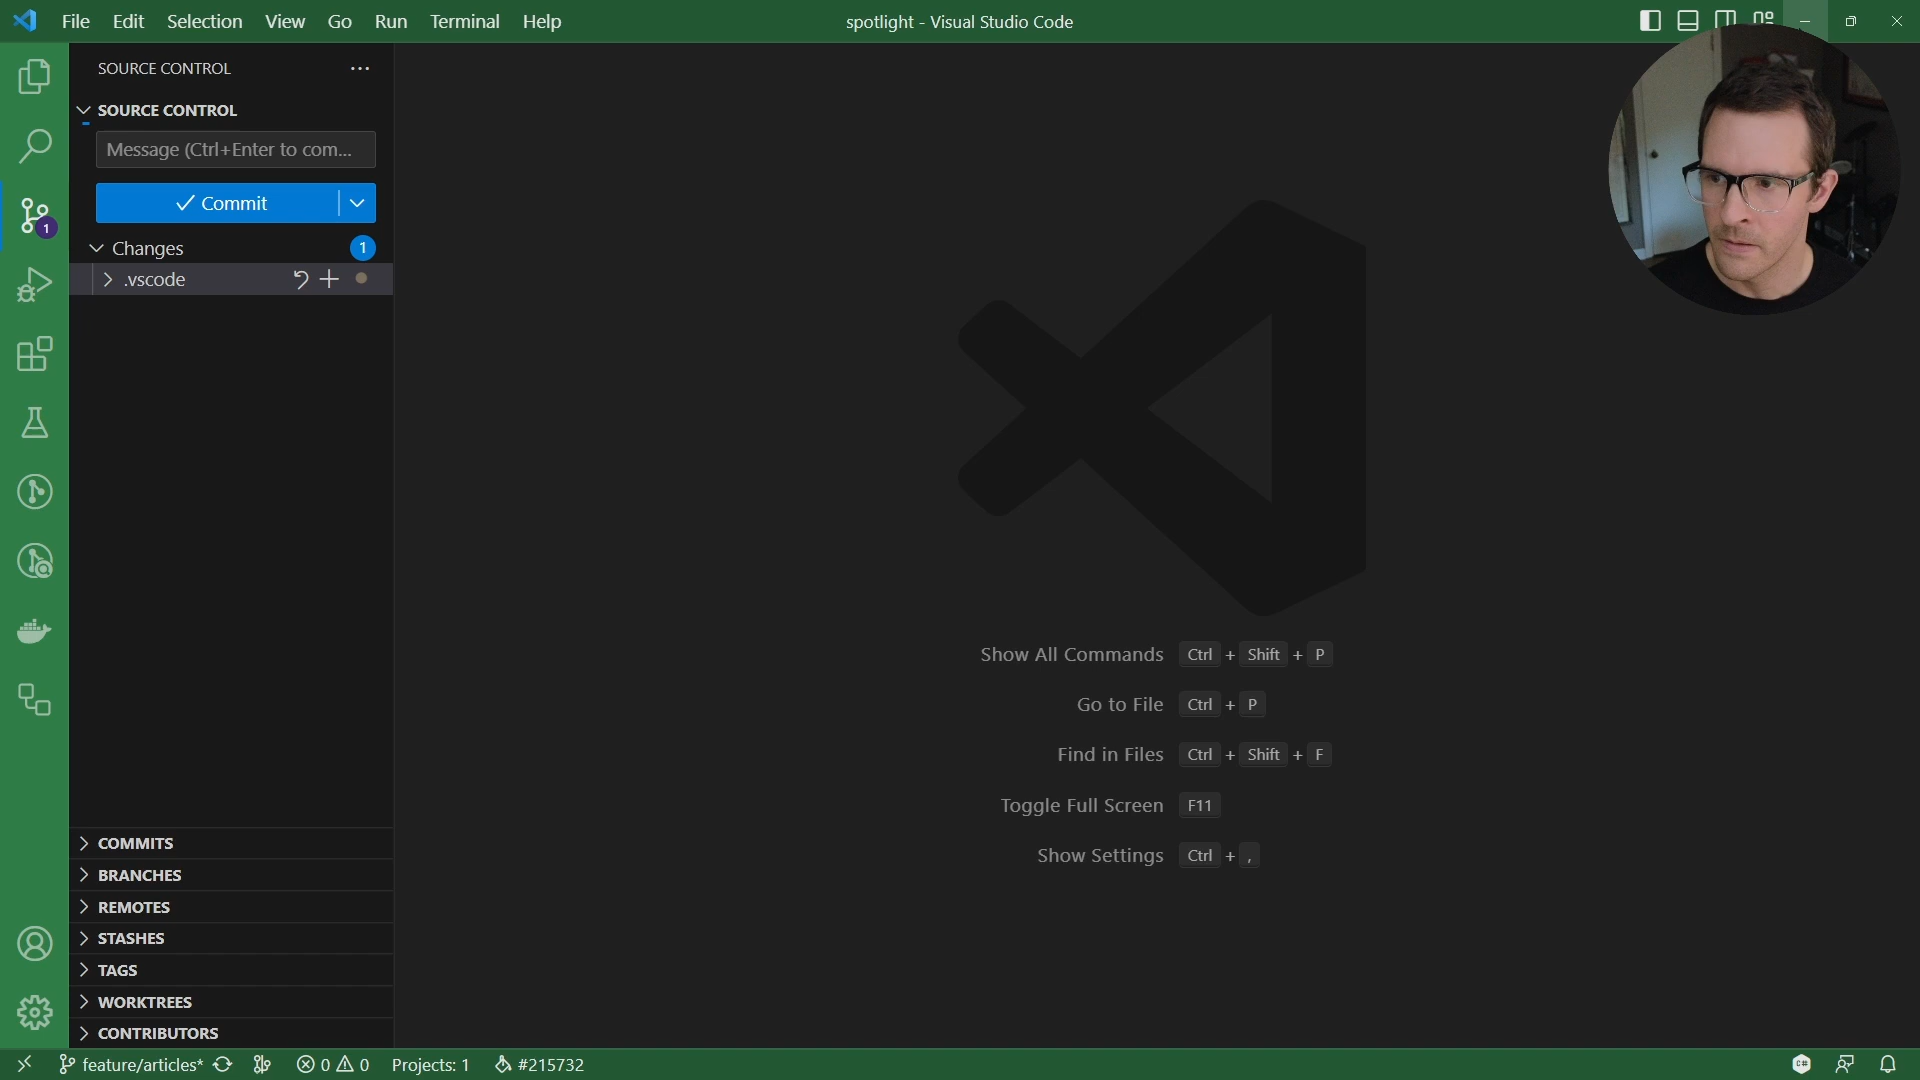 File Edit Selection View Go Run Terminal Help
spotlight - Visual Studio Code
SOURCE CONTROL
SOURCE CONTROL
Message (Ctrl+Enter to com...
Commit
Changes 1
.vscode
1
Show All Commands Ctrl + Shift + P
Go to File Ctrl + P
Find in Files Ctrl + Shift + F
Toggle Full Screen F11
Show Settings Ctrl + ,
COMMITS
BRANCHES
REMOTES
STASHES
TAGS
WORKTREES
CONTRIBUTORS
feature/articles* 0 0 Projects: 1 #215732 C#